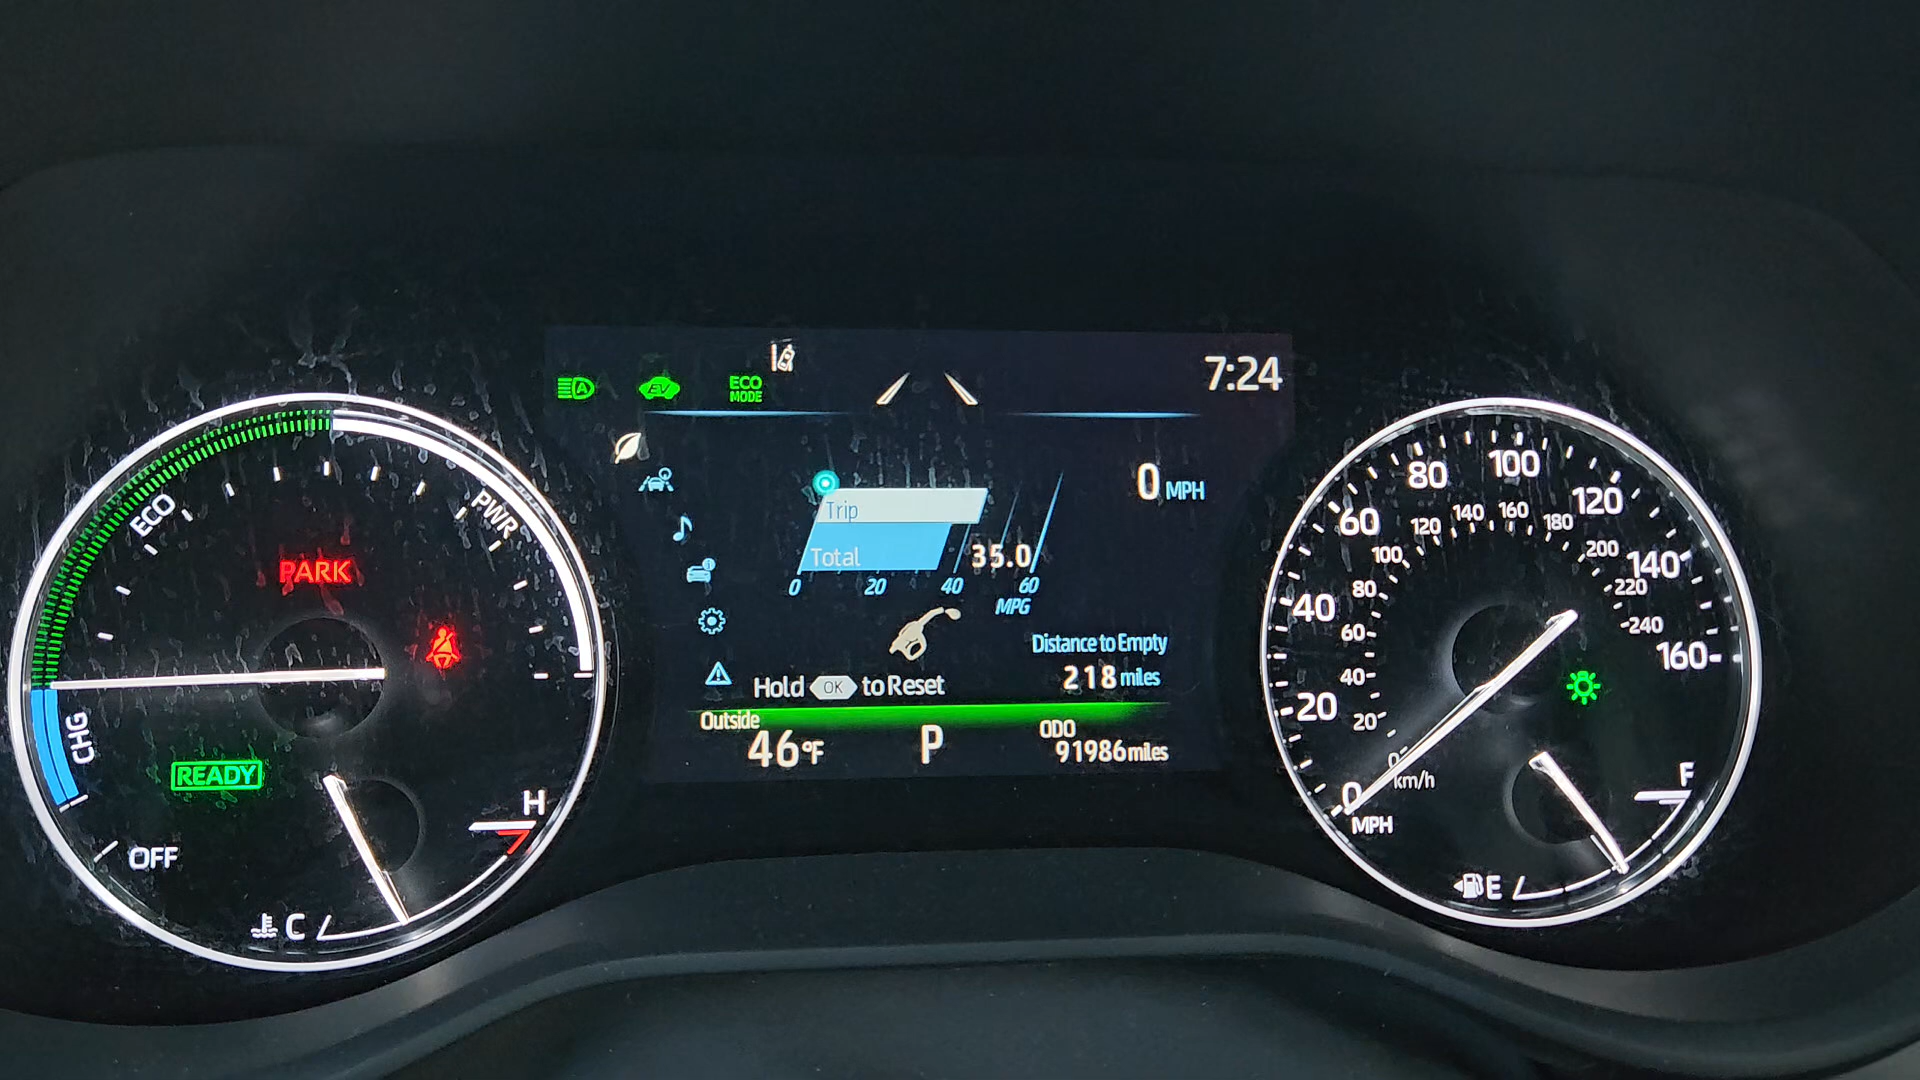 ECO
PWR
PARK
CHG
READY
OFF
C
H
A
EV
ECO
MODE
7:24
0 MPH
Trip
Total
35.0
0 20 40 60
MPG
Distance to Empty
218 miles
Hold OK to Reset
Outside
46°F
P
ODO
91986 miles
0 20 40 60 80 100 120 140 160
MPH
0 20 40 60 80 100 120 140 160 180 200 220 240
km/h
E
F